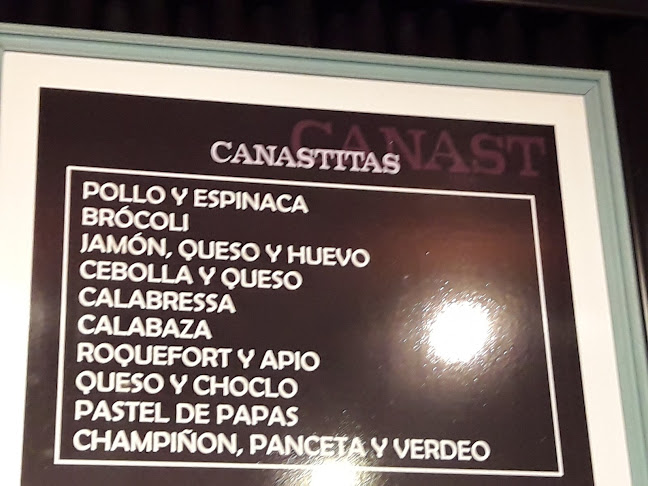 CANAST
CANASTITAS
POLLO Y ESPINACA
BRÓCOLI
JAMÓN, QUESO Y HUEVO
CEBOLLA Y QUESO
CALABRESSA
CALABAZA
ROQUEFORT Y APIO
QUESO Y CHOCLO
PASTEL DE PAPAS
CHAMPIÑON, PANCETA Y VERDEO